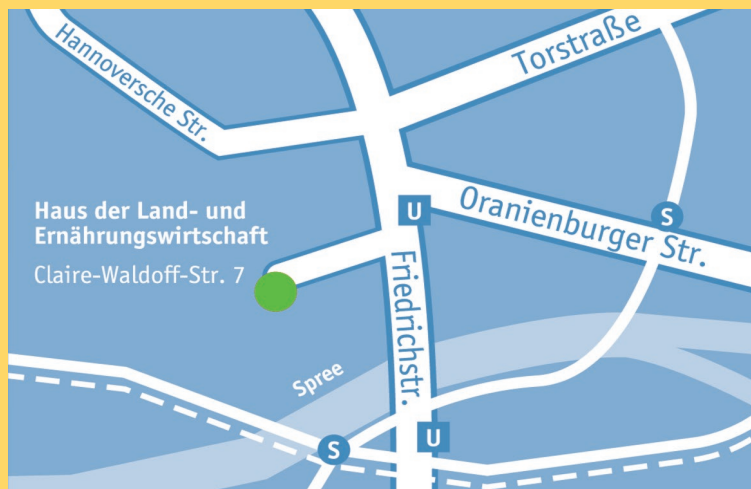 Hannoversche Str.
Torstraße
Haus der Land- und
Ernährungswirtschaft
Claire-Waldoff-Str. 7
U
Oranienburger Str.
S
Friedrichstr.
Spree
S
U